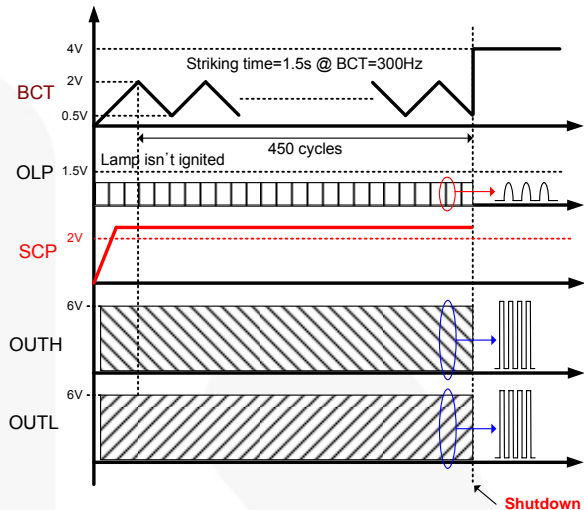 4V
Striking time=1.5s @ BCT=300Hz
2V
BCT
0.5V
450 cycles
OLP
1.5V
Lamp isn`t ignited
2V
SCP
6V
OUTH
6V
OUTL
Shutdown